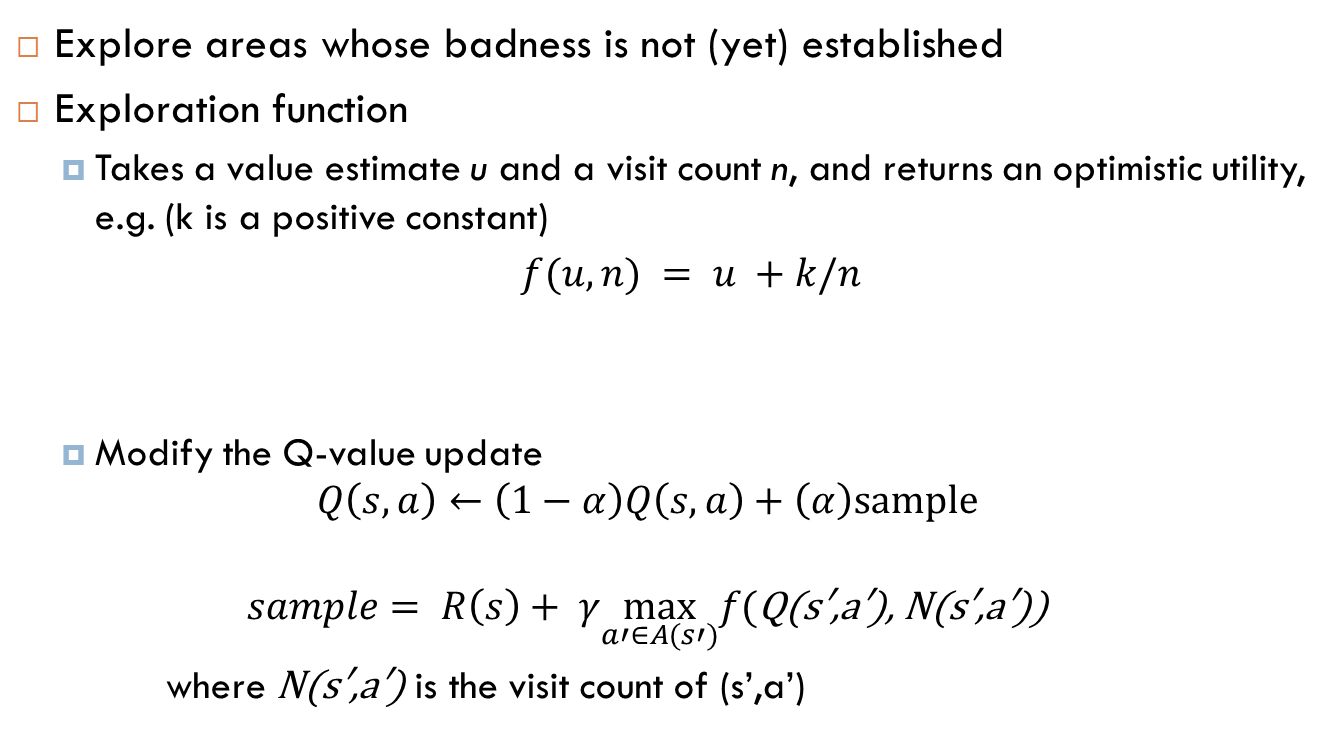 Explore areas whose badness is not (yet) established
Exploration function
Takes a value estimate u and a visit count n, and returns an optimistic utility,
e.g. (k is a positive constant)
f(u, n) = u + k/n
Modify the Q-value update
Q(s, a) ← (1 − α)Q(s, a) + (α)sample
sample = R(s) + γ max f(Q(s′,a′), N(s′,a′))
a′∈A(s′)
where N(s′,a′) is the visit count of (s’,a’)